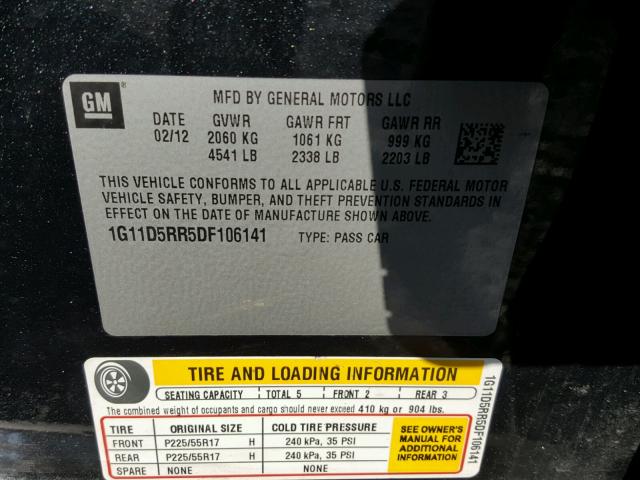 GM
®
MFD BY GENERAL MOTORS LLC
DATE GVWR GAWR FRT GAWR RR
02/12 2060 KG 1061 KG 999 KG
4541 LB 2338 LB 2203 LB
THIS VEHICLE CONFORMS TO ALL APPLICABLE U.S. FEDERAL MOTOR
VEHICLE SAFETY, BUMPER, AND THEFT PREVENTION STANDARDS IN
EFFECT ON THE DATE OF MANUFACTURE SHOWN ABOVE.
1G11D5RR5DF106141 TYPE: PASS CAR
TIRE AND LOADING INFORMATION
SEATING CAPACITY TOTAL 5 FRONT 2 REAR 3
The combined weight of occupants and cargo should never exceed 410 kg or 904 lbs.
TIRE ORIGINAL SIZE COLD TIRE PRESSURE
FRONT P225/55R17 H 240 kPa, 35 PSI
REAR P225/55R17 H 240 kPa, 35 PSI
SPARE NONE NONE
SEE OWNER'S
MANUAL FOR
ADDITIONAL
INFORMATION
1G11D5RR5DF106141